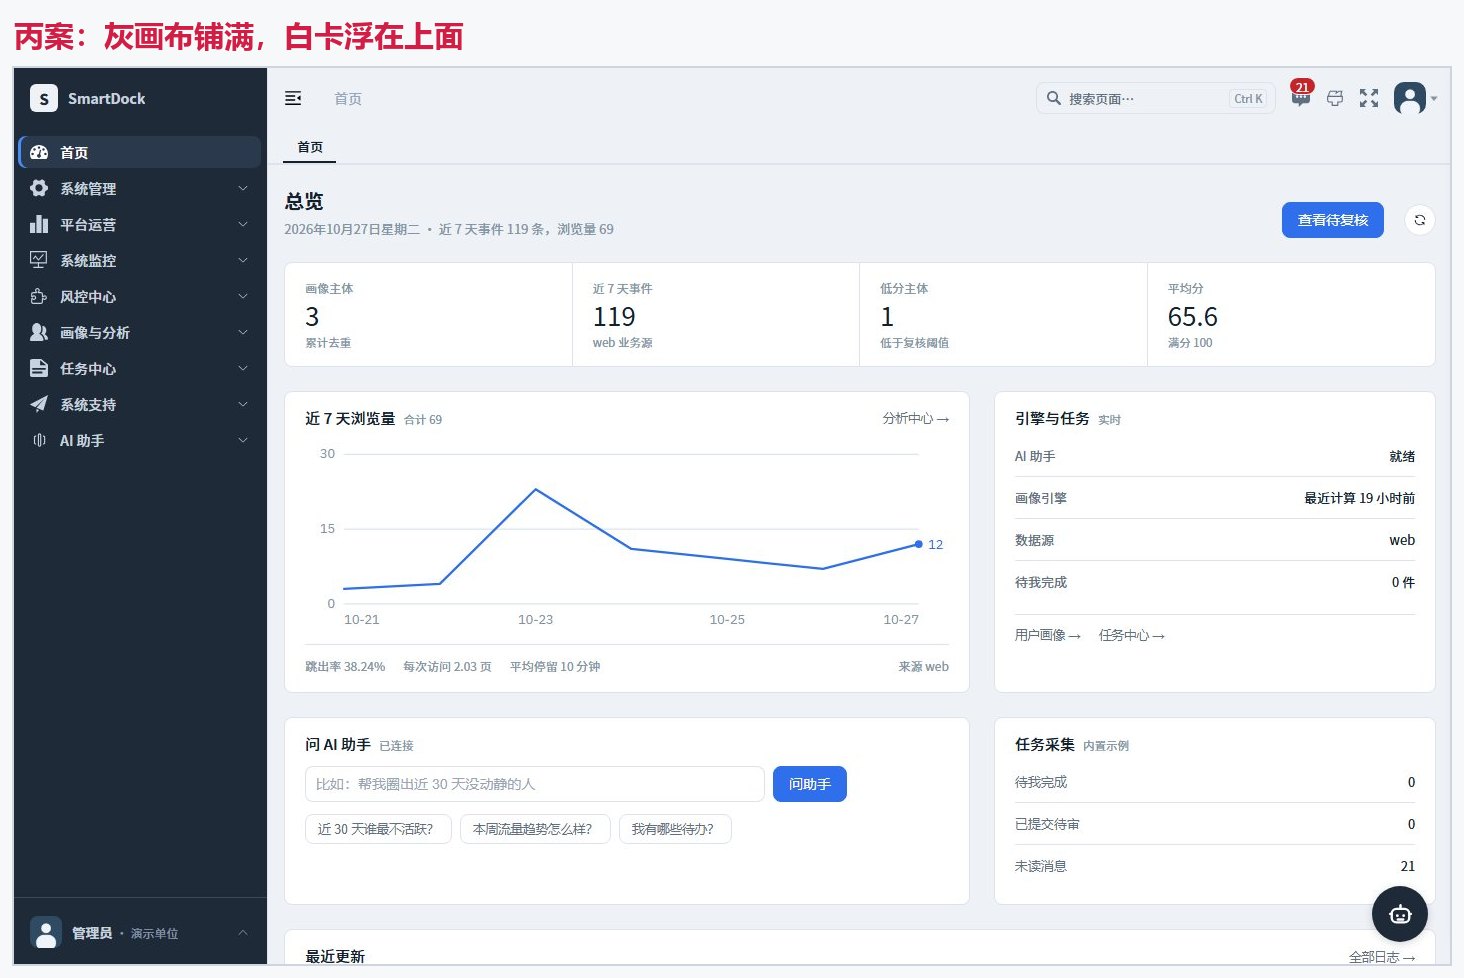 丙案：灰画布铺满，白卡浮在上面
S SmartDock
首页
系统管理
平台运营
系统监控
风控中心
画像与分析
任务中心
系统支持
AI 助手
管理员 · 演示单位
首页
搜索页面… Ctrl K
21
首页
总览
2026年10月27日星期二 · 近 7 天事件 119 条，浏览量 69
查看待复核
画像主体
3
累计去重
近 7 天事件
119
web 业务源
低分主体
1
低于复核阈值
平均分
65.6
满分 100
近 7 天浏览量 合计 69
分析中心 →
30
15
0
12
10-21 10-23 10-25 10-27
跳出率 38.24% 每次访问 2.03 页 平均停留 10 分钟 来源 web
引擎与任务 实时
AI 助手 就绪
画像引擎 最近计算 19 小时前
数据源 web
待我完成 0 件
用户画像 → 任务中心 →
问 AI 助手 已连接
比如：帮我圈出近 30 天没动静的人
问助手
近 30 天谁最不活跃？ 本周流量趋势怎么样？ 我有哪些待办？
任务采集 内置示例
待我完成 0
已提交待审 0
未读消息 21
最近更新
全部日志 →